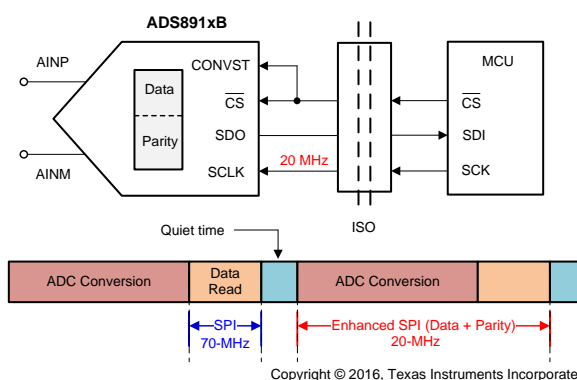 ADS891xB
AINP
AINM
Data
Parity
CONVST
CS
SDO
SCLK
20 MHz
ISO
MCU
CS
SDI
SCK
Quiet time
ADC Conversion
Data
Read
ADC Conversion
SPI
70-MHz
Enhanced SPI (Data + Parity)
20-MHz
Copyright © 2016, Texas Instruments Incorporate